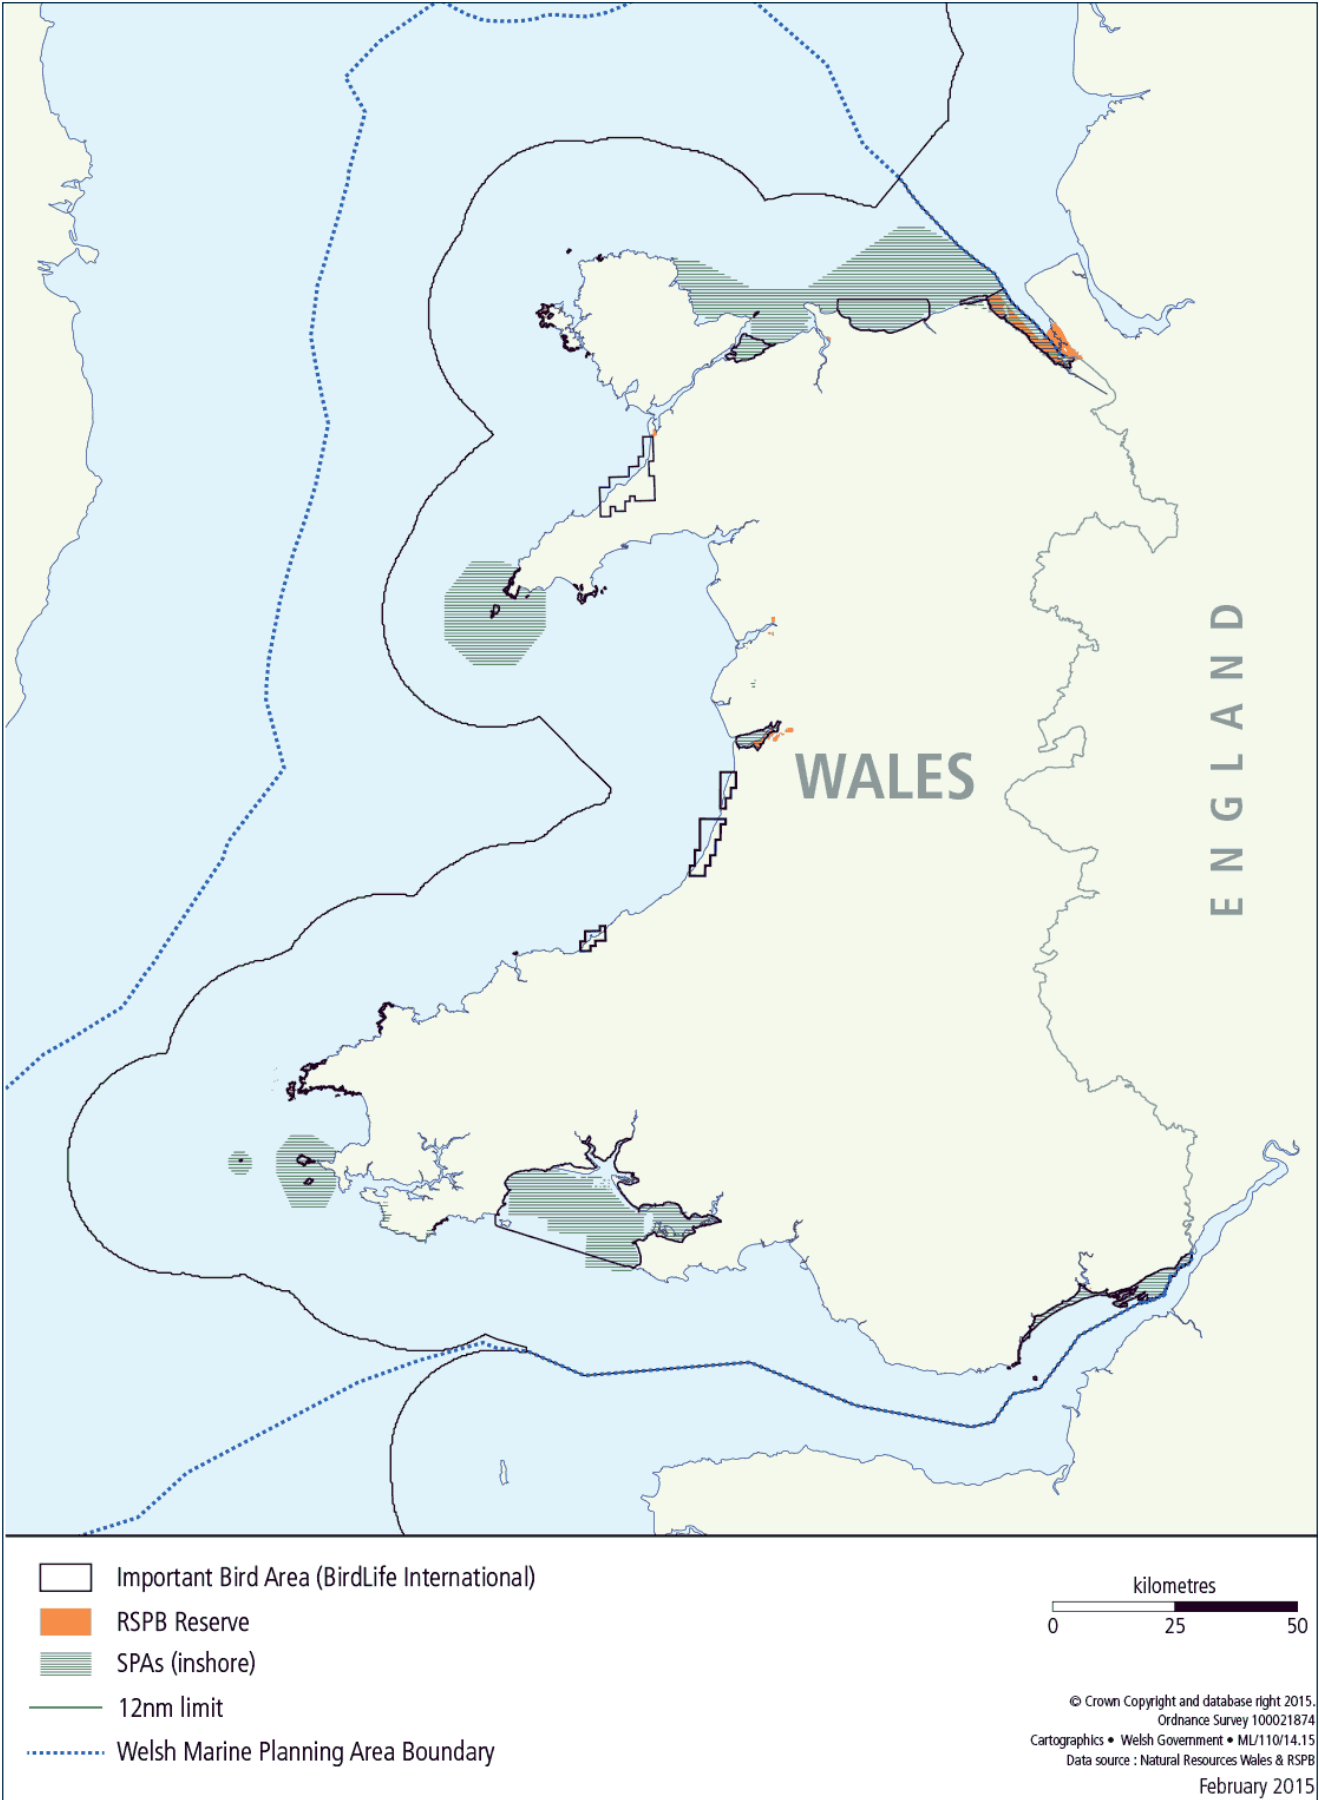 WALES
ENGLAND
Important Bird Area (BirdLife International)
RSPB Reserve
SPAs (inshore)
12nm limit
Welsh Marine Planning Area Boundary
kilometres
0 25 50
© Crown Copyright and database right 2015.
Ordnance Survey 100021874
Cartographics • Welsh Government • ML/110/14.15
Data source : Natural Resources Wales & RSPB
February 2015